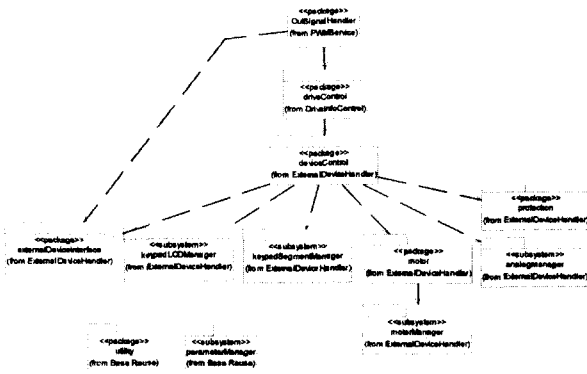 <<package>>
OutSignalHandler
(from PWMService)
<<package>>
driveControl
(from DriveInfoControl)
<<package>>
deviceControl
(from ExternalDeviceHandler)
<<package>>
protection
(from ExternalDeviceHandler)
<<package>>
externalDeviceInterface
(from ExternalDeviceHandler)
<<subsystem>>
keypadLCDManager
(from ExternalDeviceHandler)
<<subsystem>>
keypadSegmentManager
(from ExternalDeviceHandler)
<<package>>
motor
(from ExternalDeviceHandler)
<<subsystem>>
analogManager
(from ExternalDeviceHandler)
<<subsystem>>
motorManager
(from ExternalDeviceHandler)
<<package>>
utility
(from Base Reuse)
<<subsystem>>
parameterManager
(from Base Reuse)